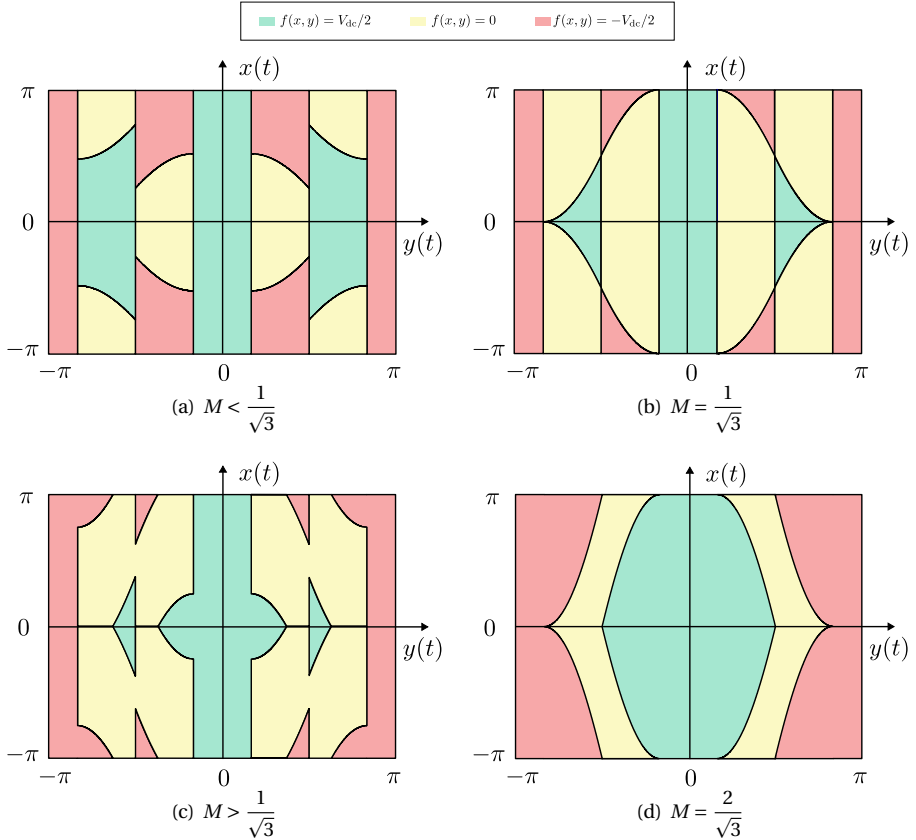 f(x, y) = V_dc/2 f(x, y) = 0 f(x, y) = −V_dc/2
x(t) x(t)
π π
0 0
y(t) y(t)
−π −π
−π 0 π −π 0 π
(a) M < 1/√3 (b) M = 1/√3
x(t) x(t)
π π
0 0
y(t) y(t)
−π −π
−π 0 π −π 0 π
(c) M > 1/√3 (d) M = 2/√3